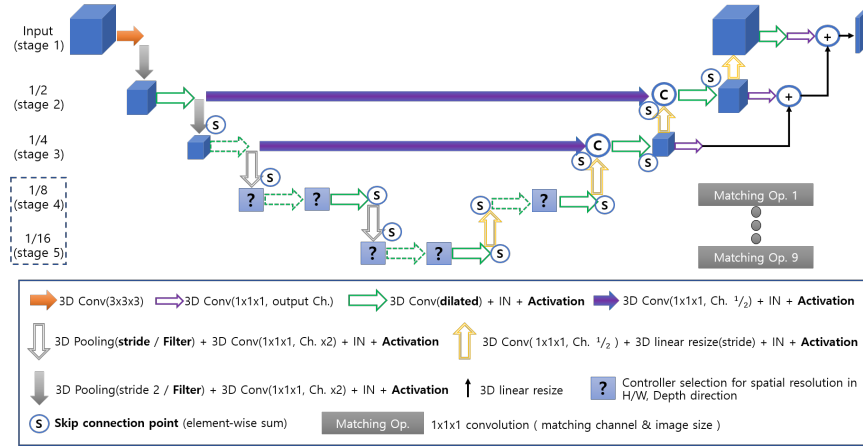 Input
(stage 1)
1/2
(stage 2)
S
C
S
S
1/4
(stage 3)
S
C
S
S
+
+
1/8
(stage 4)
S
?
?
S
S
?
S
Matching Op. 1
1/16
(stage 5)
S
?
?
S
Matching Op. 9
3D Conv(3x3x3)
3D Conv(1x1x1, output Ch.)
3D Conv(dilated) + IN + Activation
3D Conv(1x1x1, Ch. 1/2) + IN + Activation
3D Pooling(stride / Filter) + 3D Conv(1x1x1, Ch. x2) + IN + Activation
3D Conv( 1x1x1, Ch. 1/2 ) + 3D linear resize(stride) + IN + Activation
3D Pooling(stride 2 / Filter) + 3D Conv(1x1x1, Ch. x2) + IN + Activation
3D linear resize
? Controller selection for spatial resolution in
H/W, Depth direction
S Skip connection point (element-wise sum)
Matching Op. 1x1x1 convolution ( matching channel & image size )